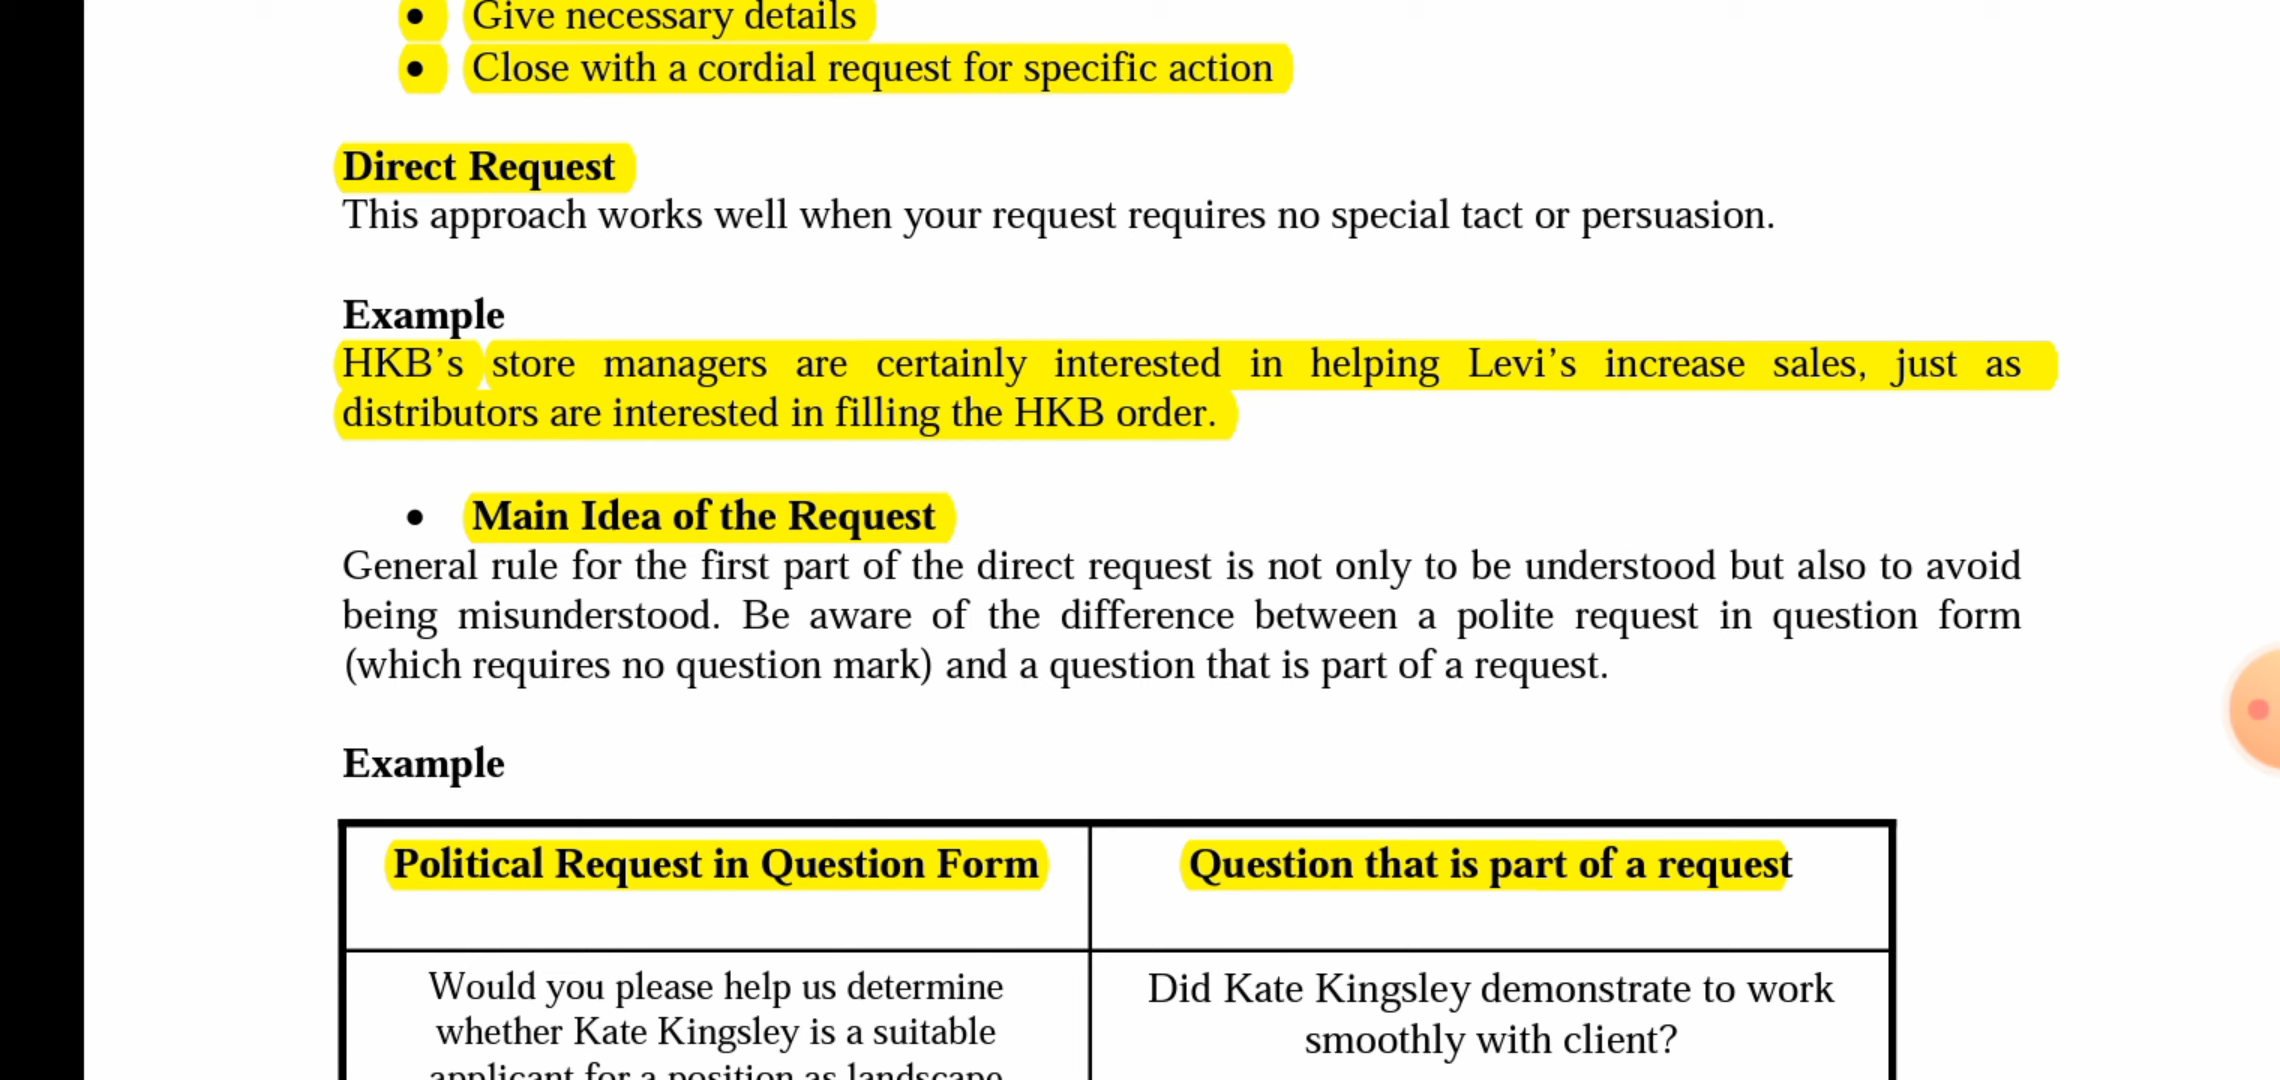 • Give necessary details
• Close with a cordial request for specific action
Direct Request
This approach works well when your request requires no special tact or persuasion.
Example
HKB’s store managers are certainly interested in helping Levi’s increase sales, just as
distributors are interested in filling the HKB order.
• Main Idea of the Request
General rule for the first part of the direct request is not only to be understood but also to avoid
being misunderstood. Be aware of the difference between a polite request in question form
(which requires no question mark) and a question that is part of a request.
Example
Political Request in Question Form
Question that is part of a request
Would you please help us determine
whether Kate Kingsley is a suitable
applicant for a position as landscape
Did Kate Kingsley demonstrate to work
smoothly with client?